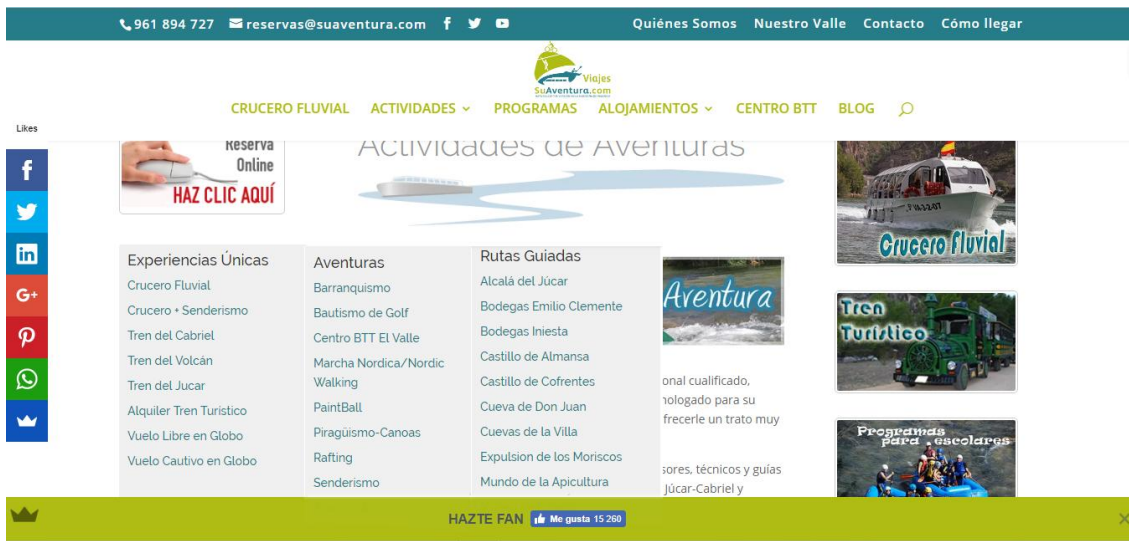 961 894 727 reservas@suaventura.com Quiénes Somos Nuestro Valle Contacto Cómo llegar
Viajes
SuAventura.com
CRUCERO FLUVIAL ACTIVIDADES PROGRAMAS ALOJAMIENTOS CENTRO BTT BLOG
Likes
Reserva
Online
HAZ CLIC AQUÍ
Actividades de Aventuras
Crucero Fluvial
Experiencias Únicas
Crucero Fluvial
Crucero + Senderismo
Tren del Cabriel
Tren del Volcán
Tren del Jucar
Alquiler Tren Turistico
Vuelo Libre en Globo
Vuelo Cautivo en Globo
Aventuras
Barranquismo
Bautismo de Golf
Centro BTT El Valle
Marcha Nordica/Nordic
Walking
PaintBall
Piragüismo-Canoas
Rafting
Senderismo
Rutas Guiadas
Alcalá del Júcar
Bodegas Emilio Clemente
Bodegas Iniesta
Castillo de Almansa
Castillo de Cofrentes
Cueva de Don Juan
Cuevas de la Villa
Expulsion de los Moriscos
Mundo de la Apicultura
Aventura
onal cualificado,
nologado para su
frecerle un trato muy
sores, técnicos y guías
Júcar-Cabriel y
Tren
Turístico
Programas
para escolares
HAZTE FAN Me gusta 15 260